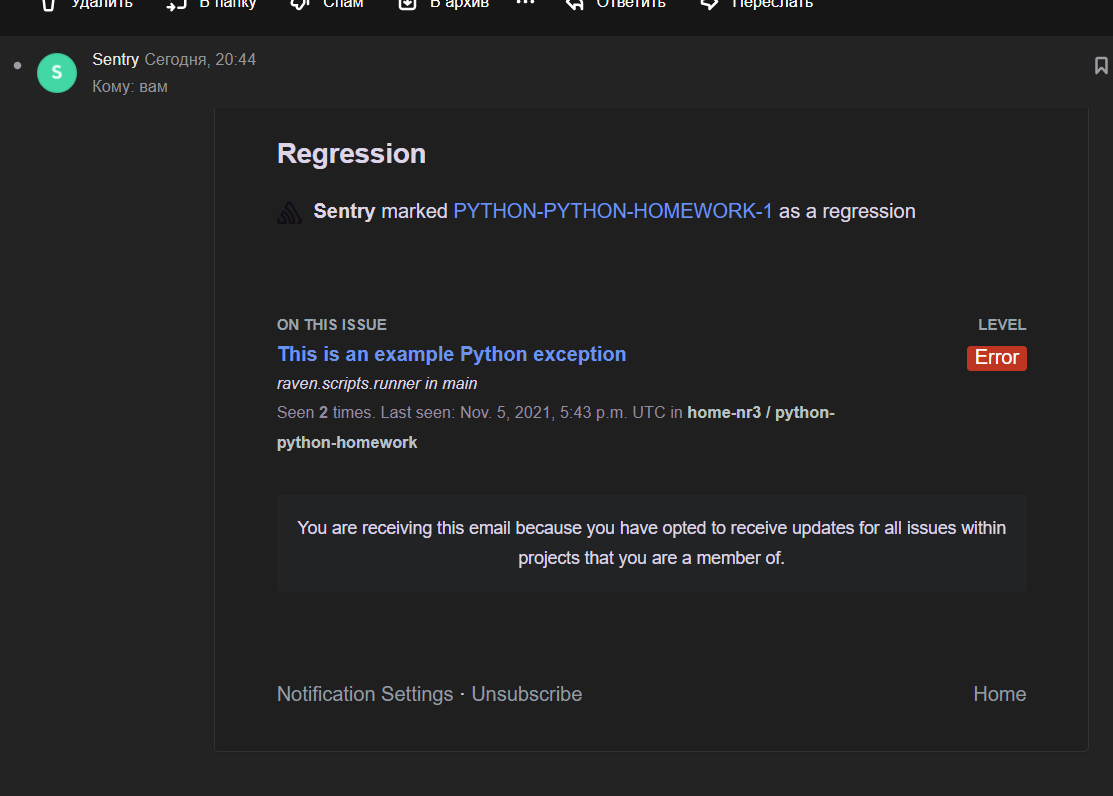 Удалить В папку Спам В архив ... Ответить Переслать
S Sentry Сегодня, 20:44
Кому: вам
Regression
Sentry marked PYTHON-PYTHON-HOMEWORK-1 as a regression
ON THIS ISSUE LEVEL
This is an example Python exception Error
raven.scripts.runner in main
Seen 2 times. Last seen: Nov. 5, 2021, 5:43 p.m. UTC in home-nr3 / python-
python-homework
You are receiving this email because you have opted to receive updates for all issues within
projects that you are a member of.
Notification Settings · Unsubscribe Home